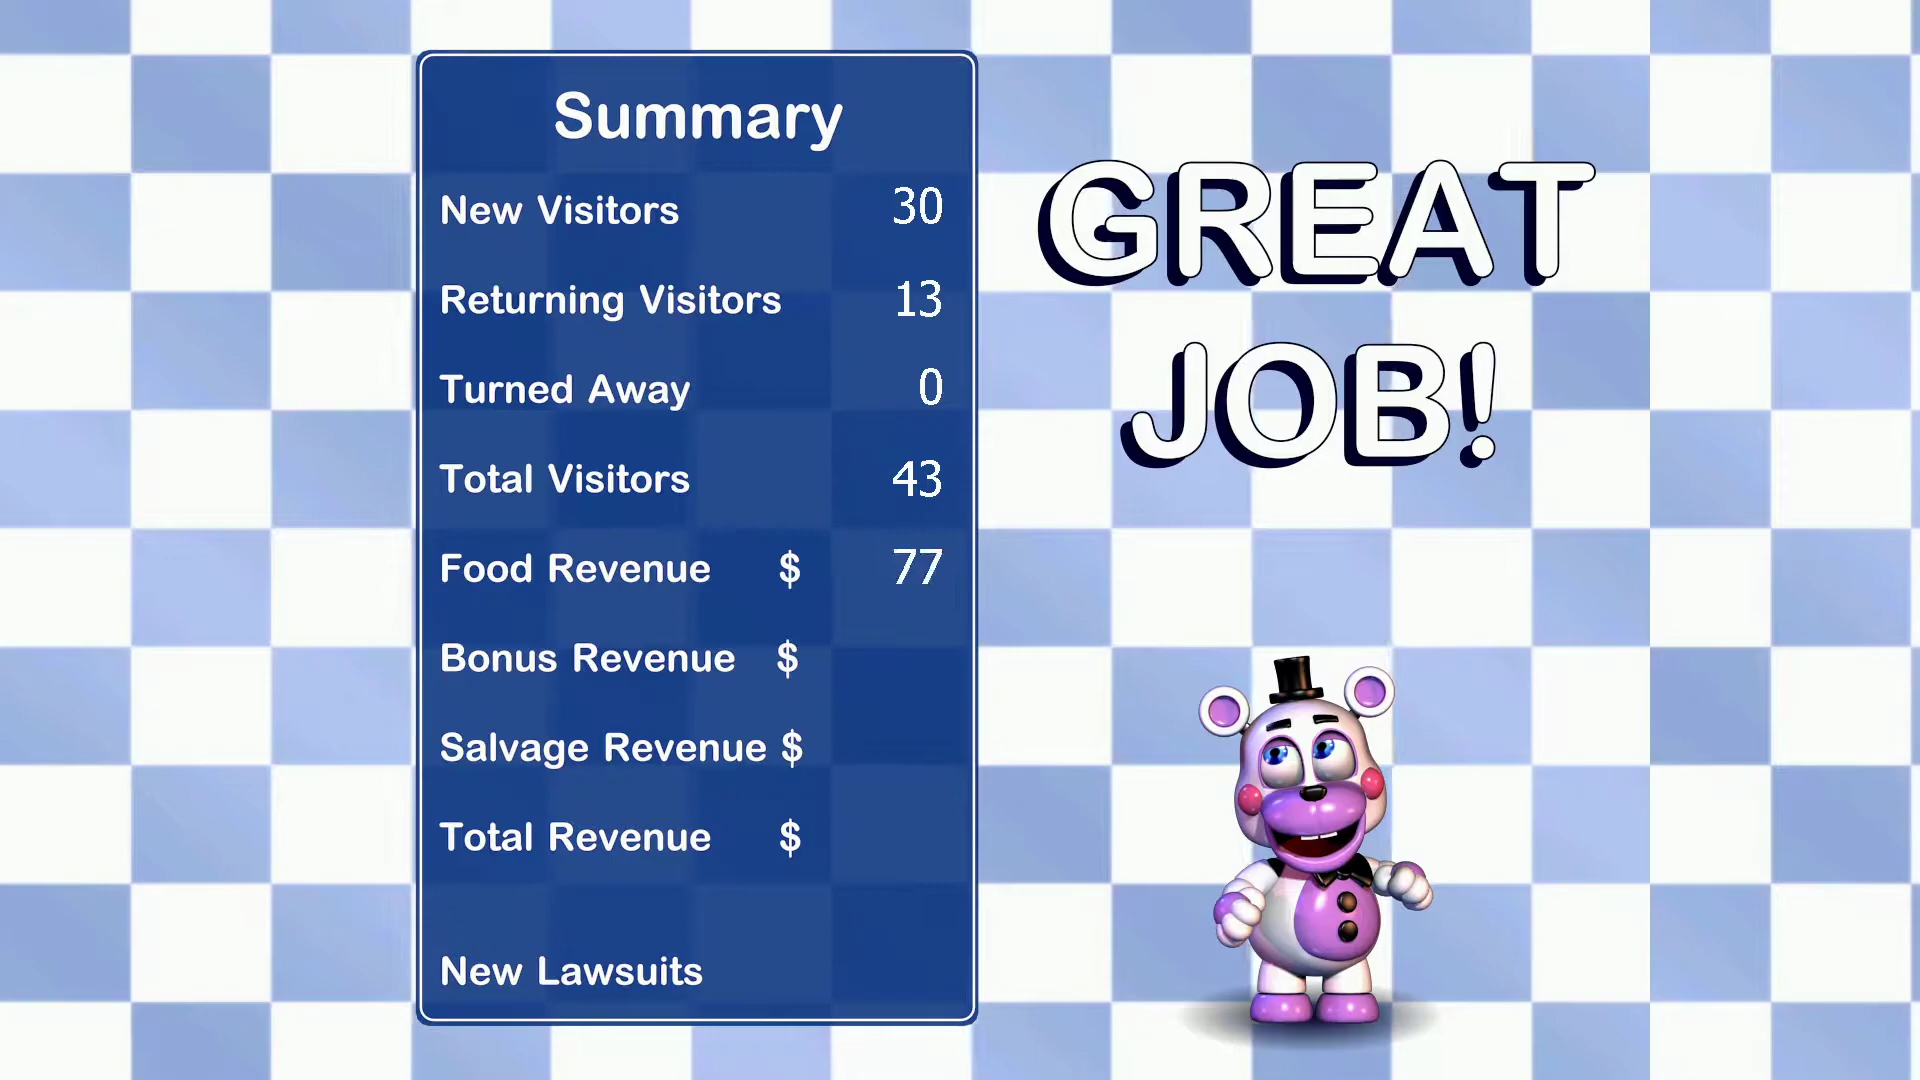 Summary
New Visitors 30
Returning Visitors 13
Turned Away 0
Total Visitors 43
Food Revenue $ 77
Bonus Revenue $
Salvage Revenue $
Total Revenue $
New Lawsuits
GREAT
JOB!